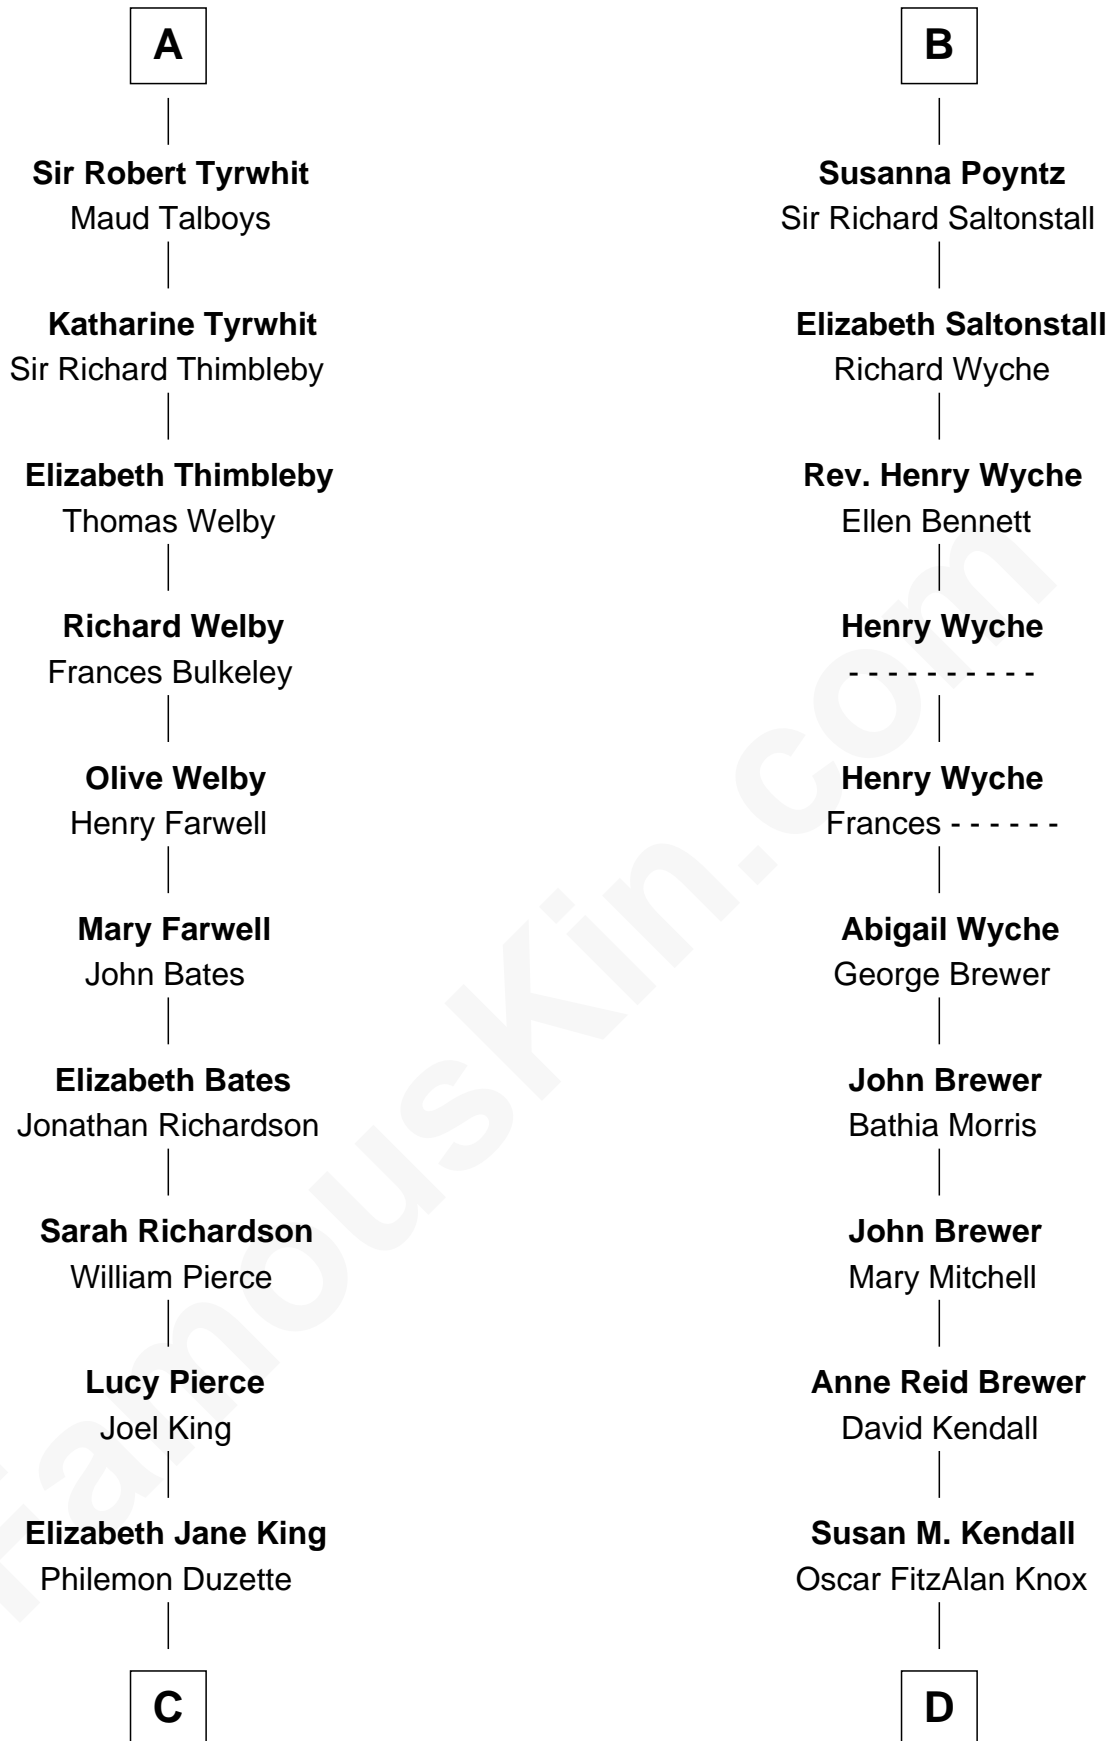 A
Sir Robert Tyrwhit
Maud Talboys
Katharine Tyrwhit
Sir Richard Thimbleby
Elizabeth Thimbleby
Thomas Welby
Richard Welby
Frances Bulkeley
Olive Welby
Henry Farwell
Mary Farwell
John Bates
Elizabeth Bates
Jonathan Richardson
Sarah Richardson
William Pierce
Lucy Pierce
Joel King
Elizabeth Jane King
Philemon Duzette
C
B
Susanna Poyntz
Sir Richard Saltonstall
Elizabeth Saltonstall
Richard Wyche
Rev. Henry Wyche
Ellen Bennett
Henry Wyche
- - - - - - - - - -
Henry Wyche
Frances - - - - - -
Abigail Wyche
George Brewer
John Brewer
Bathia Morris
John Brewer
Mary Mitchell
Anne Reid Brewer
David Kendall
Susan M. Kendall
Oscar FitzAlan Knox
D
FamousKin.com